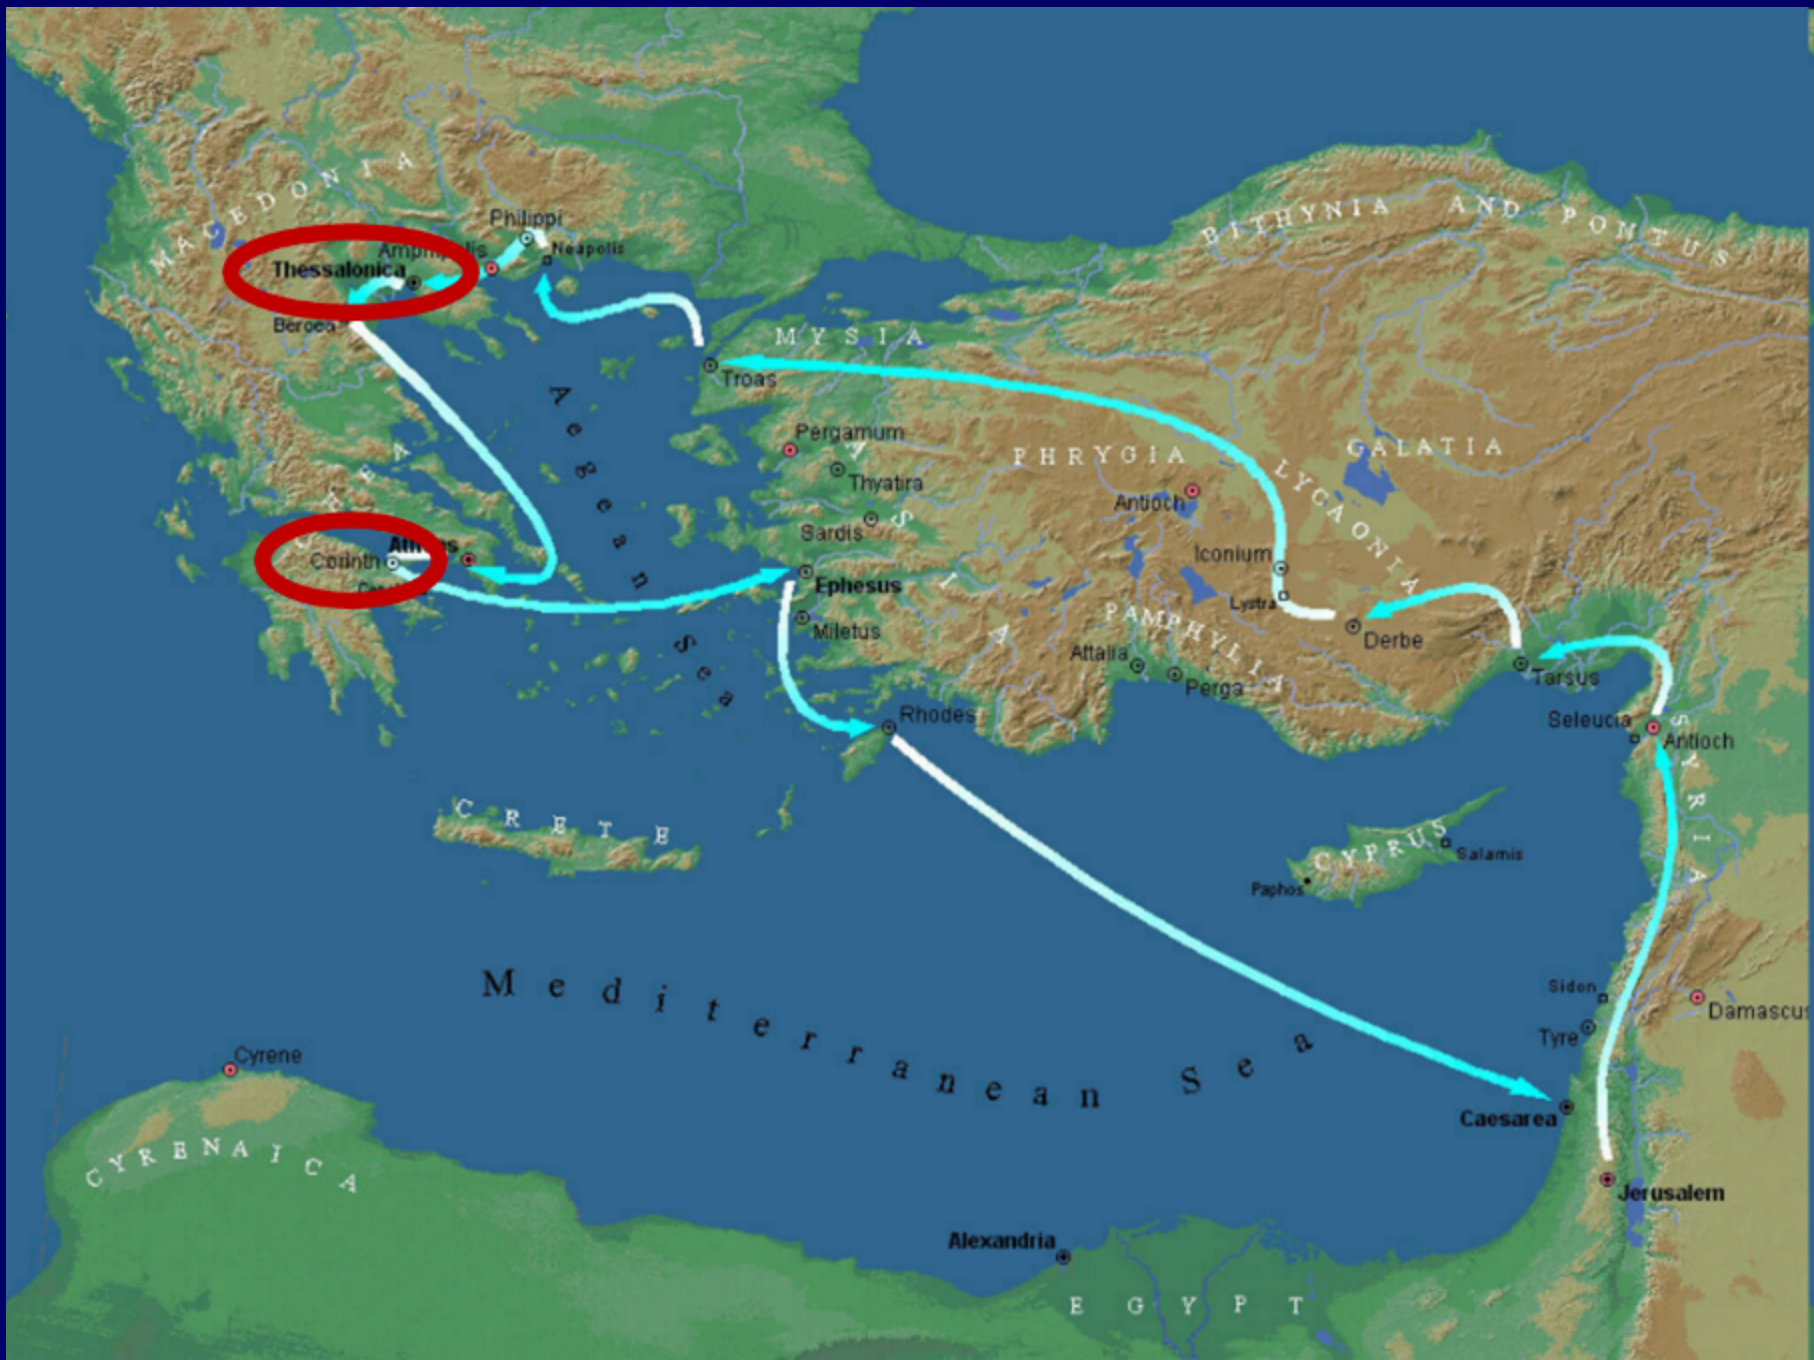 MACEDONIA
Philippi
Neapolis
Thessalonica
Beroea
BITHYNIA AND PONTUS
MYSIA
Troas
Aegean Sea
Pergamum
Thyatira
Sardis
ASIA
PHRYGIA
GALATIA
LYCAONIA
Antioch
Iconium
Lystra
Derbe
Corinth
Ephesus
Miletus
PAMPHYLIA
Attalia
Perga
Tarsus
Rhodes
Seleucia
Antioch
SYRIA
CRETE
CYPRUS
Salamis
Paphos
Mediterranean Sea
Sidon
Tyre
Damascus
Cyrene
CYRENAICA
Caesarea
Jerusalem
Alexandria
EGYPT